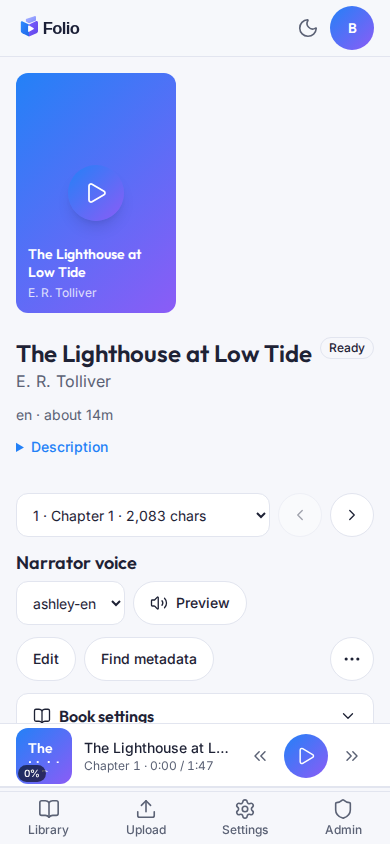 Folio
B
The Lighthouse at
Low Tide
E. R. Tolliver
The Lighthouse at Low Tide
Ready
E. R. Tolliver
en · about 14m
Description
1 · Chapter 1 · 2,083 chars
Narrator voice
ashley-en
Preview
Edit
Find metadata
Book settings
The
0%
The Lighthouse at L...
Chapter 1 · 0:00 / 1:47
Library
Upload
Settings
Admin